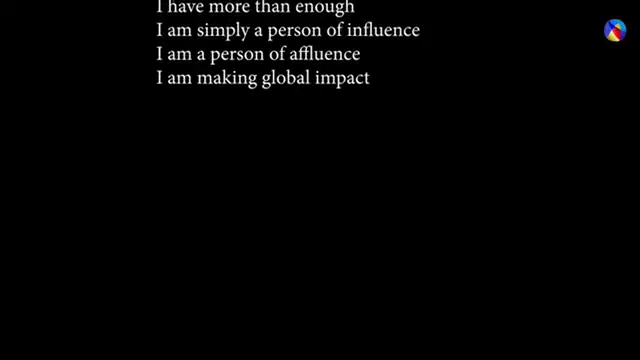 I have more than enough
I am simply a person of influence
I am a person of affluence
I am making global impact